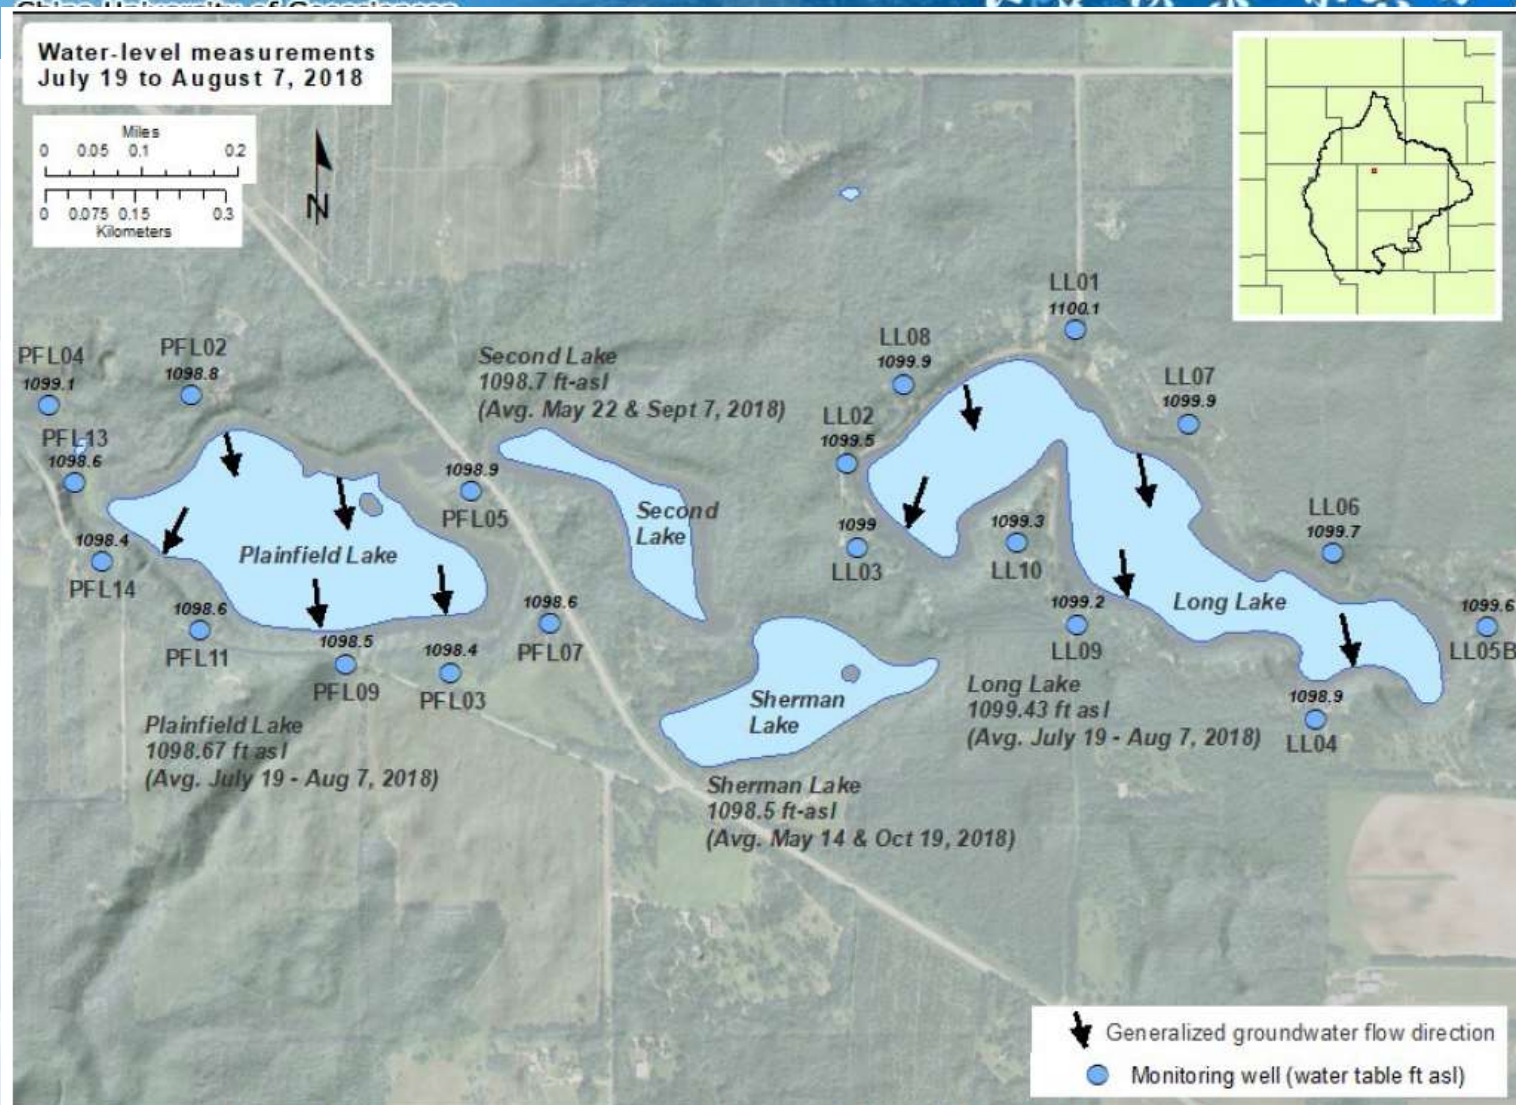 China University of Geosciences
Water-level measurements
July 19 to August 7, 2018
Miles
0 0.05 0.1 0.2
0 0.075 0.15 0.3
Kilometers
N
LL01
1100.1
LL08
1099.9
PFL02
1098.8
PFL04
1099.1
Second Lake
1098.7 ft-asl
(Avg. May 22 & Sept 7, 2018)
LL07
1099.9
LL02
1099.5
PFL13
1098.6
1098.9
PFL05
Second
Lake
LL06
1099.7
1099
LL03
1099.3
LL10
1098.4
PFL14
Plainfield Lake
Long Lake
1098.6
PFL11
1098.6
PFL07
1099.2
LL09
1099.6
LL05B
1098.5
PFL09
1098.4
PFL03
Sherman
Lake
Long Lake
1099.43 ft asl
(Avg. July 19 - Aug 7, 2018)
1098.9
LL04
Plainfield Lake
1098.67 ft asl
(Avg. July 19 - Aug 7, 2018)
Sherman Lake
1098.5 ft-asl
(Avg. May 14 & Oct 19, 2018)
Generalized groundwater flow direction
Monitoring well (water table ft asl)